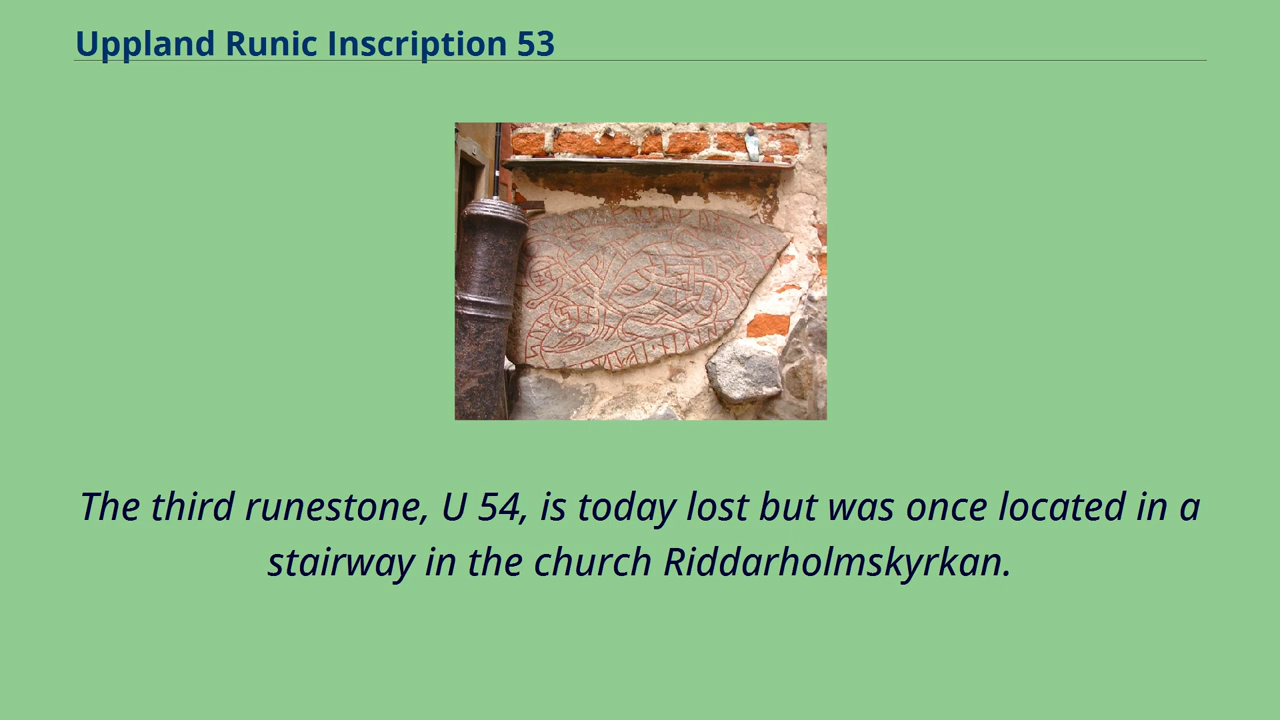 Uppland Runic Inscription 53
The third runestone, U 54, is today lost but was once located in a
stairway in the church Riddarholmskyrkan.